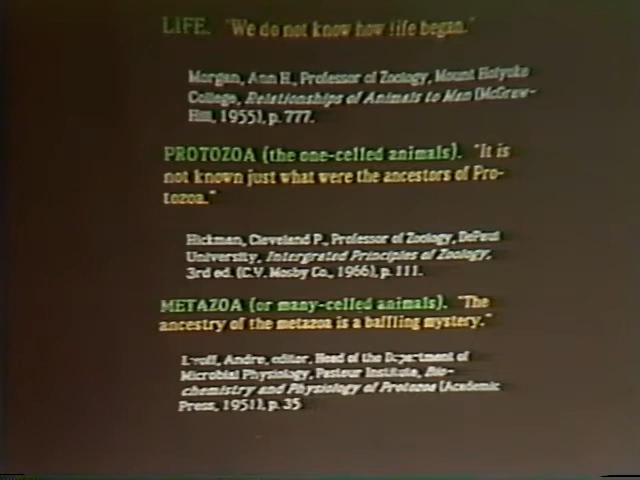 LIFE. "We do not know how life began."
Morgan, Ann H., Professor of Zoology, Mount Holyoke
College, Relationships of Animals to Man (McGraw-
Hill, 1955), p. 777.
PROTOZOA (the one-celled animals). "It is
not known just what were the ancestors of Pro-
tozoa."
Hickman, Cleveland P., Professor of Zoology, DePaul
University, Intergrated Principles of Zoology,
3rd ed. (C.V. Mosby Co., 1966), p. 111.
METAZOA (or many-celled animals). "The
ancestry of the metazoa is a baffling mystery."
Lwoff, Andre, editor, Head of the Department of
Microbial Physiology, Pasteur Institute, Bio-
chemistry and Physiology of Protozoa (Academic
Press, 1951), p. 35